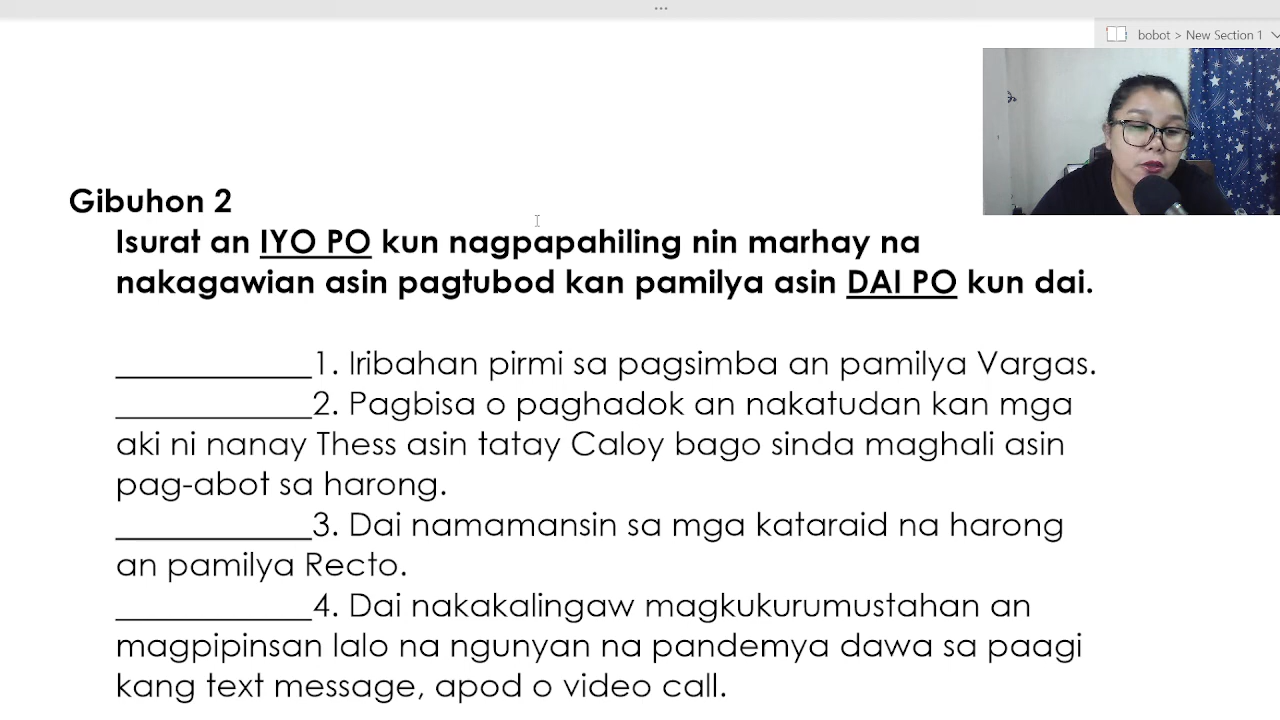 bobot > New Section 1
Gibuhon 2
Isurat an IYO PO kun nagpapahiling nin marhay na
nakagawian asin pagtubod kan pamilya asin DAI PO kun dai.
____________1. Iribahan pirmi sa pagsimba an pamilya Vargas.
____________2. Pagbisa o paghadok an nakatudan kan mga
aki ni nanay Thess asin tatay Caloy bago sinda maghali asin
pag-abot sa harong.
____________3. Dai namamansin sa mga kataraid na harong
an pamilya Recto.
____________4. Dai nakakalingaw magkukurumustahan an
magpipinsan lalo na ngunyan na pandemya dawa sa paagi
kang text message, apod o video call.